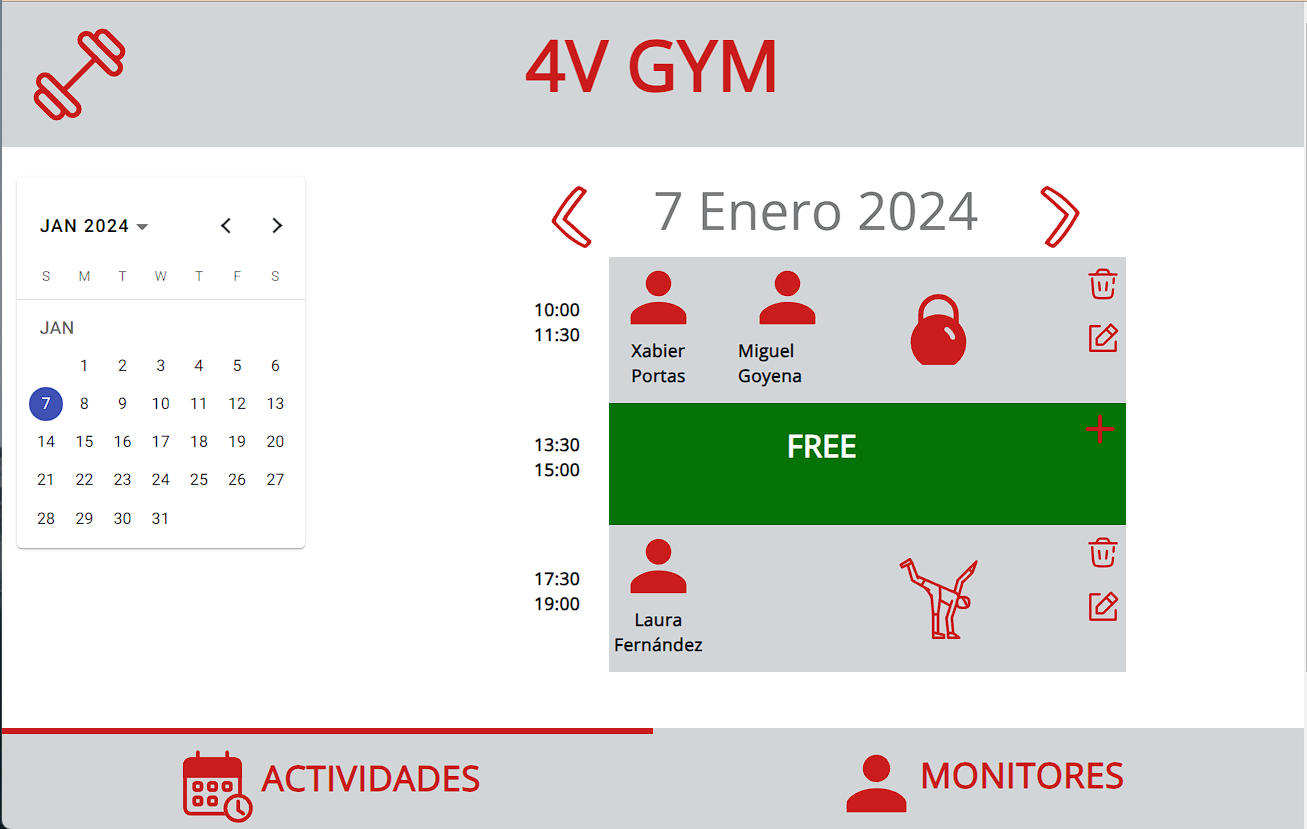 4V GYM
JAN 2024
S M T W T F S
JAN
1 2 3 4 5 6
7 8 9 10 11 12 13
14 15 16 17 18 19 20
21 22 23 24 25 26 27
28 29 30 31
7 Enero 2024
10:00
11:30
Xabier
Portas
Miguel
Goyena
13:30
15:00
FREE
17:30
19:00
Laura
Fernández
ACTIVIDADES
MONITORES